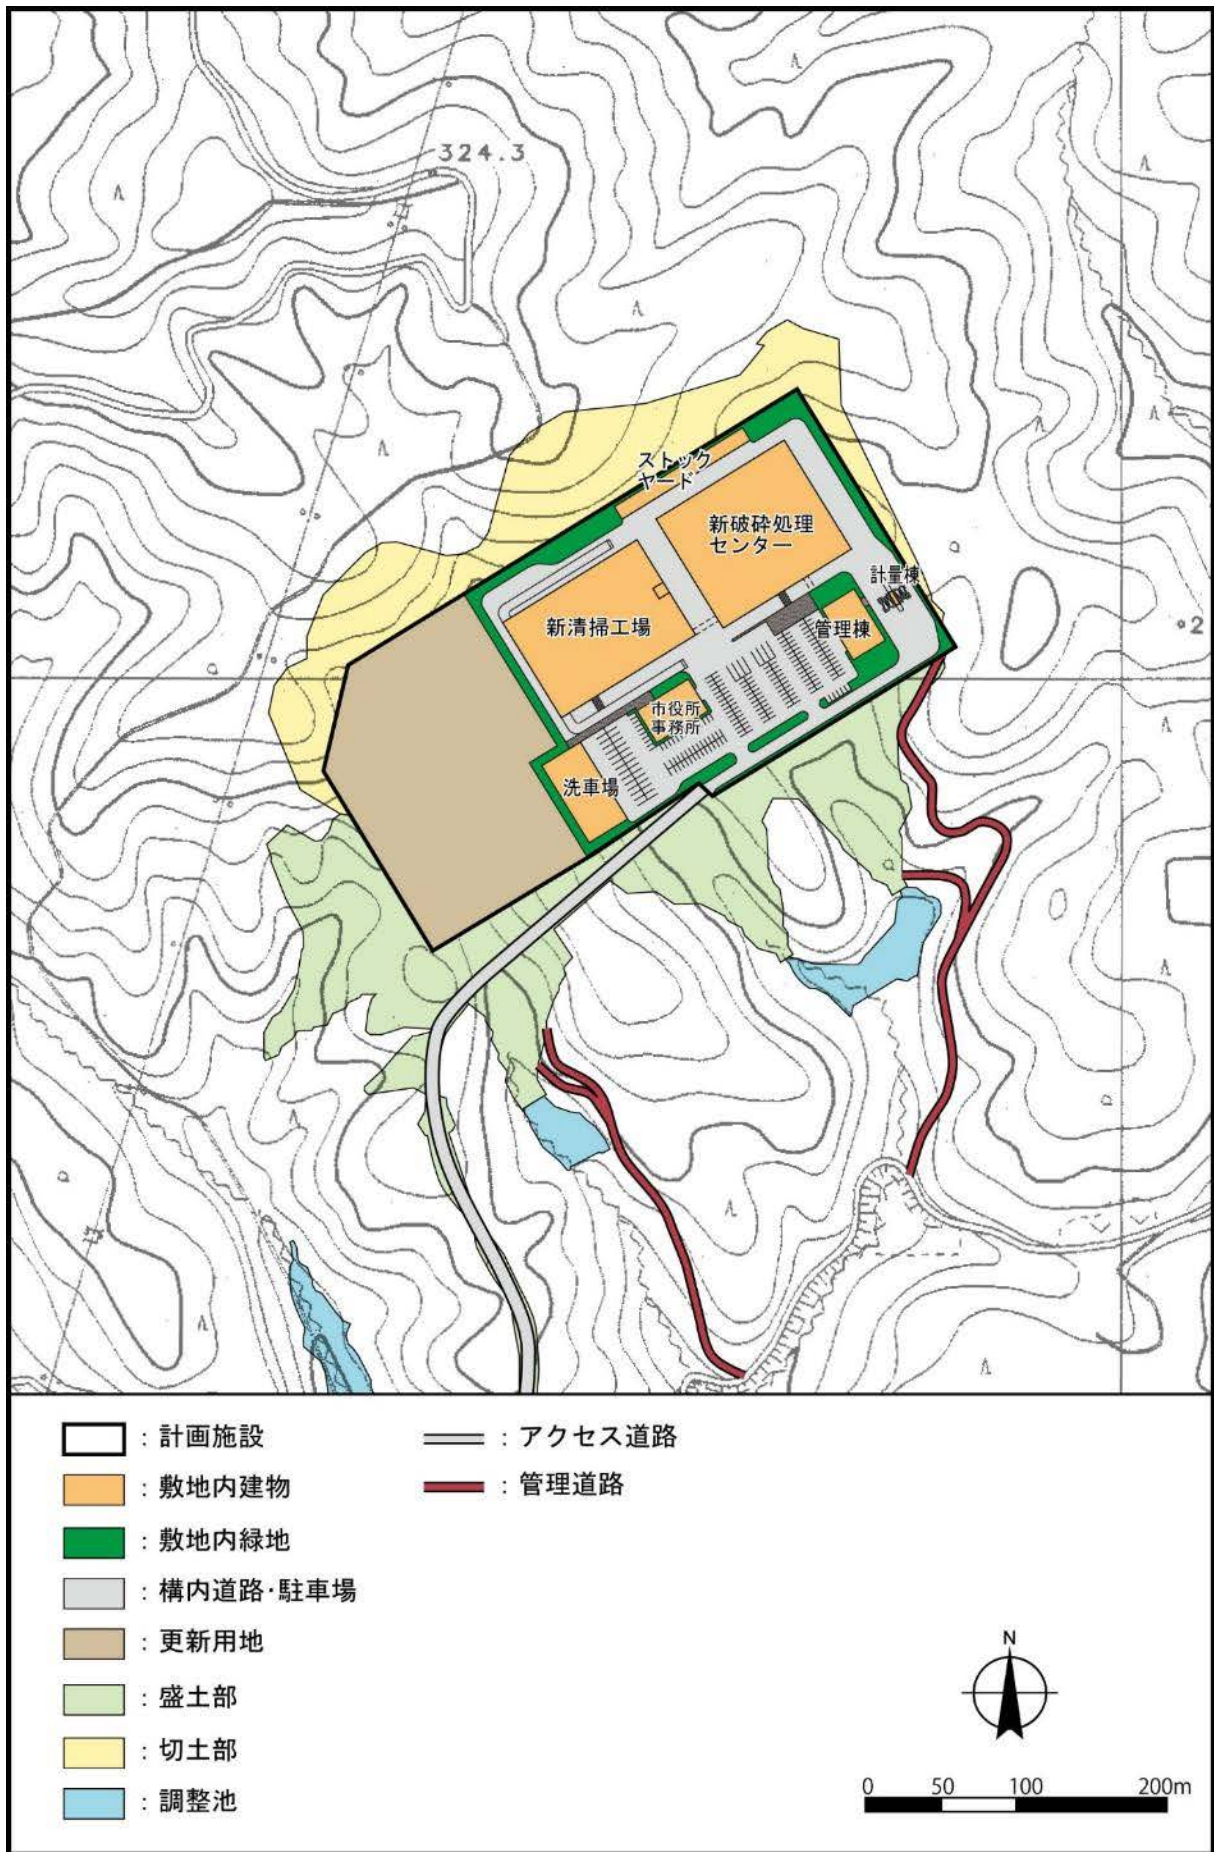 324.3
ストック
ヤード
新破砕処理
センター
計量棟
新清掃工場
管理棟
2
市役所
事務所
洗車場
：計画施設
：敷地内建物
：敷地内緑地
：構内道路・駐車場
：更新用地
：盛土部
：切土部
：調整池
：アクセス道路
：管理道路
N
0 50 100 200m